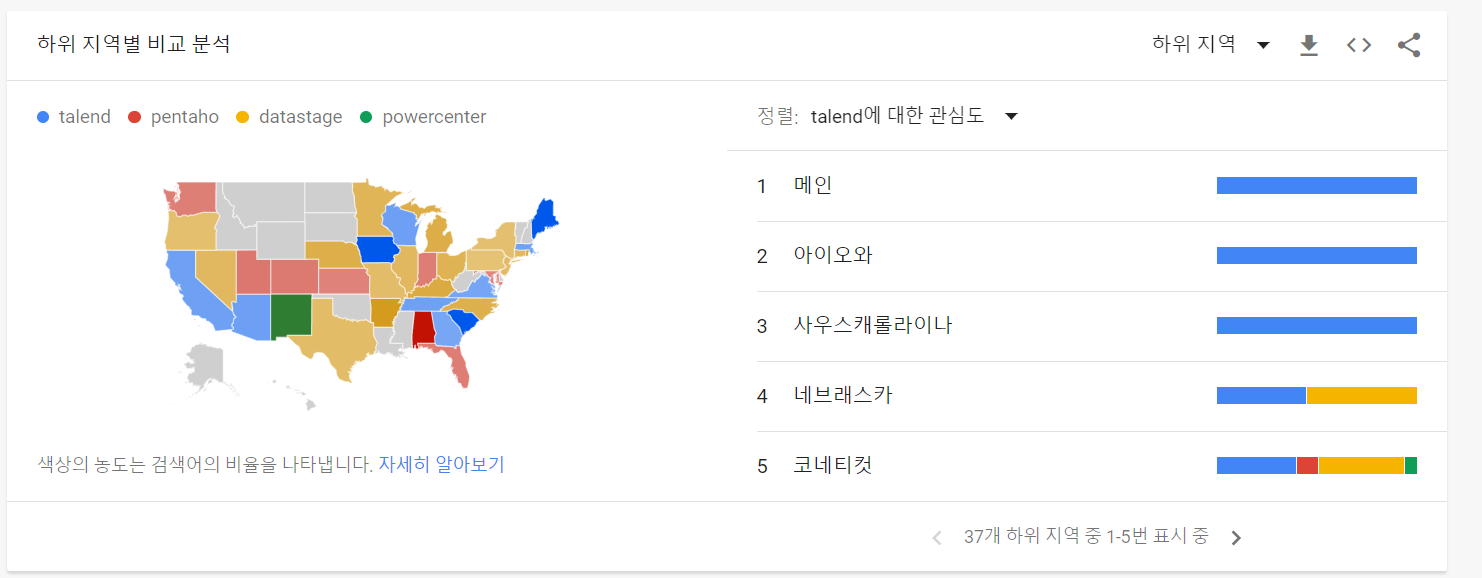 하위 지역별 비교 분석
하위 지역
talend pentaho datastage powercenter
정렬: talend에 대한 관심도
1 메인
2 아이오와
3 사우스캐롤라이나
4 네브래스카
5 코네티컷
색상의 농도는 검색어의 비율을 나타냅니다. 자세히 알아보기
37개 하위 지역 중 1-5번 표시 중